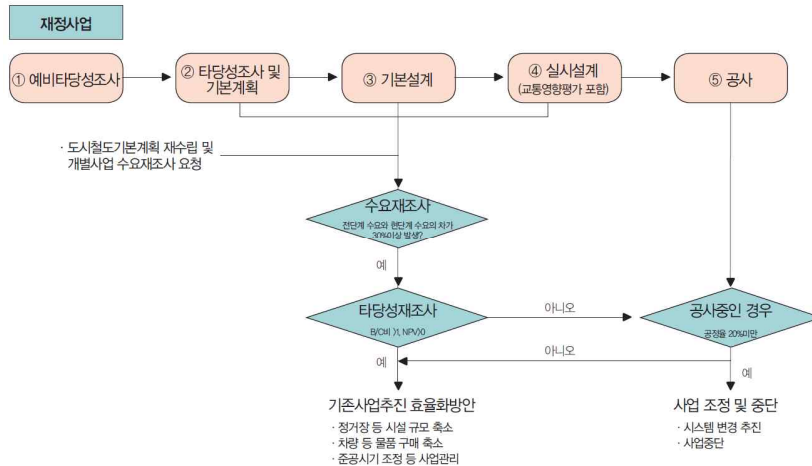 재정사업
① 예비타당성조사
② 타당성조사 및
기본계획
③ 기본설계
④ 실시설계
(교통영향평가 포함)
⑤ 공사
· 도시철도기본계획 재수립 및
개별사업 수요재조사 요청
수요재조사
전단계 수요와 현단계 수요의 차가
30%이상 발생?
예
타당성재조사
B/C비 〉1, NPV〉0
아니오
공사중인 경우
공정율 20%미만
아니오
예
예
기존사업추진 효율화방안
· 정거장 등 시설 규모 축소
· 차량 등 물품 구매 축소
· 준공시기 조정 등 사업관리
사업 조정 및 중단
· 시스템 변경 추진
· 사업중단